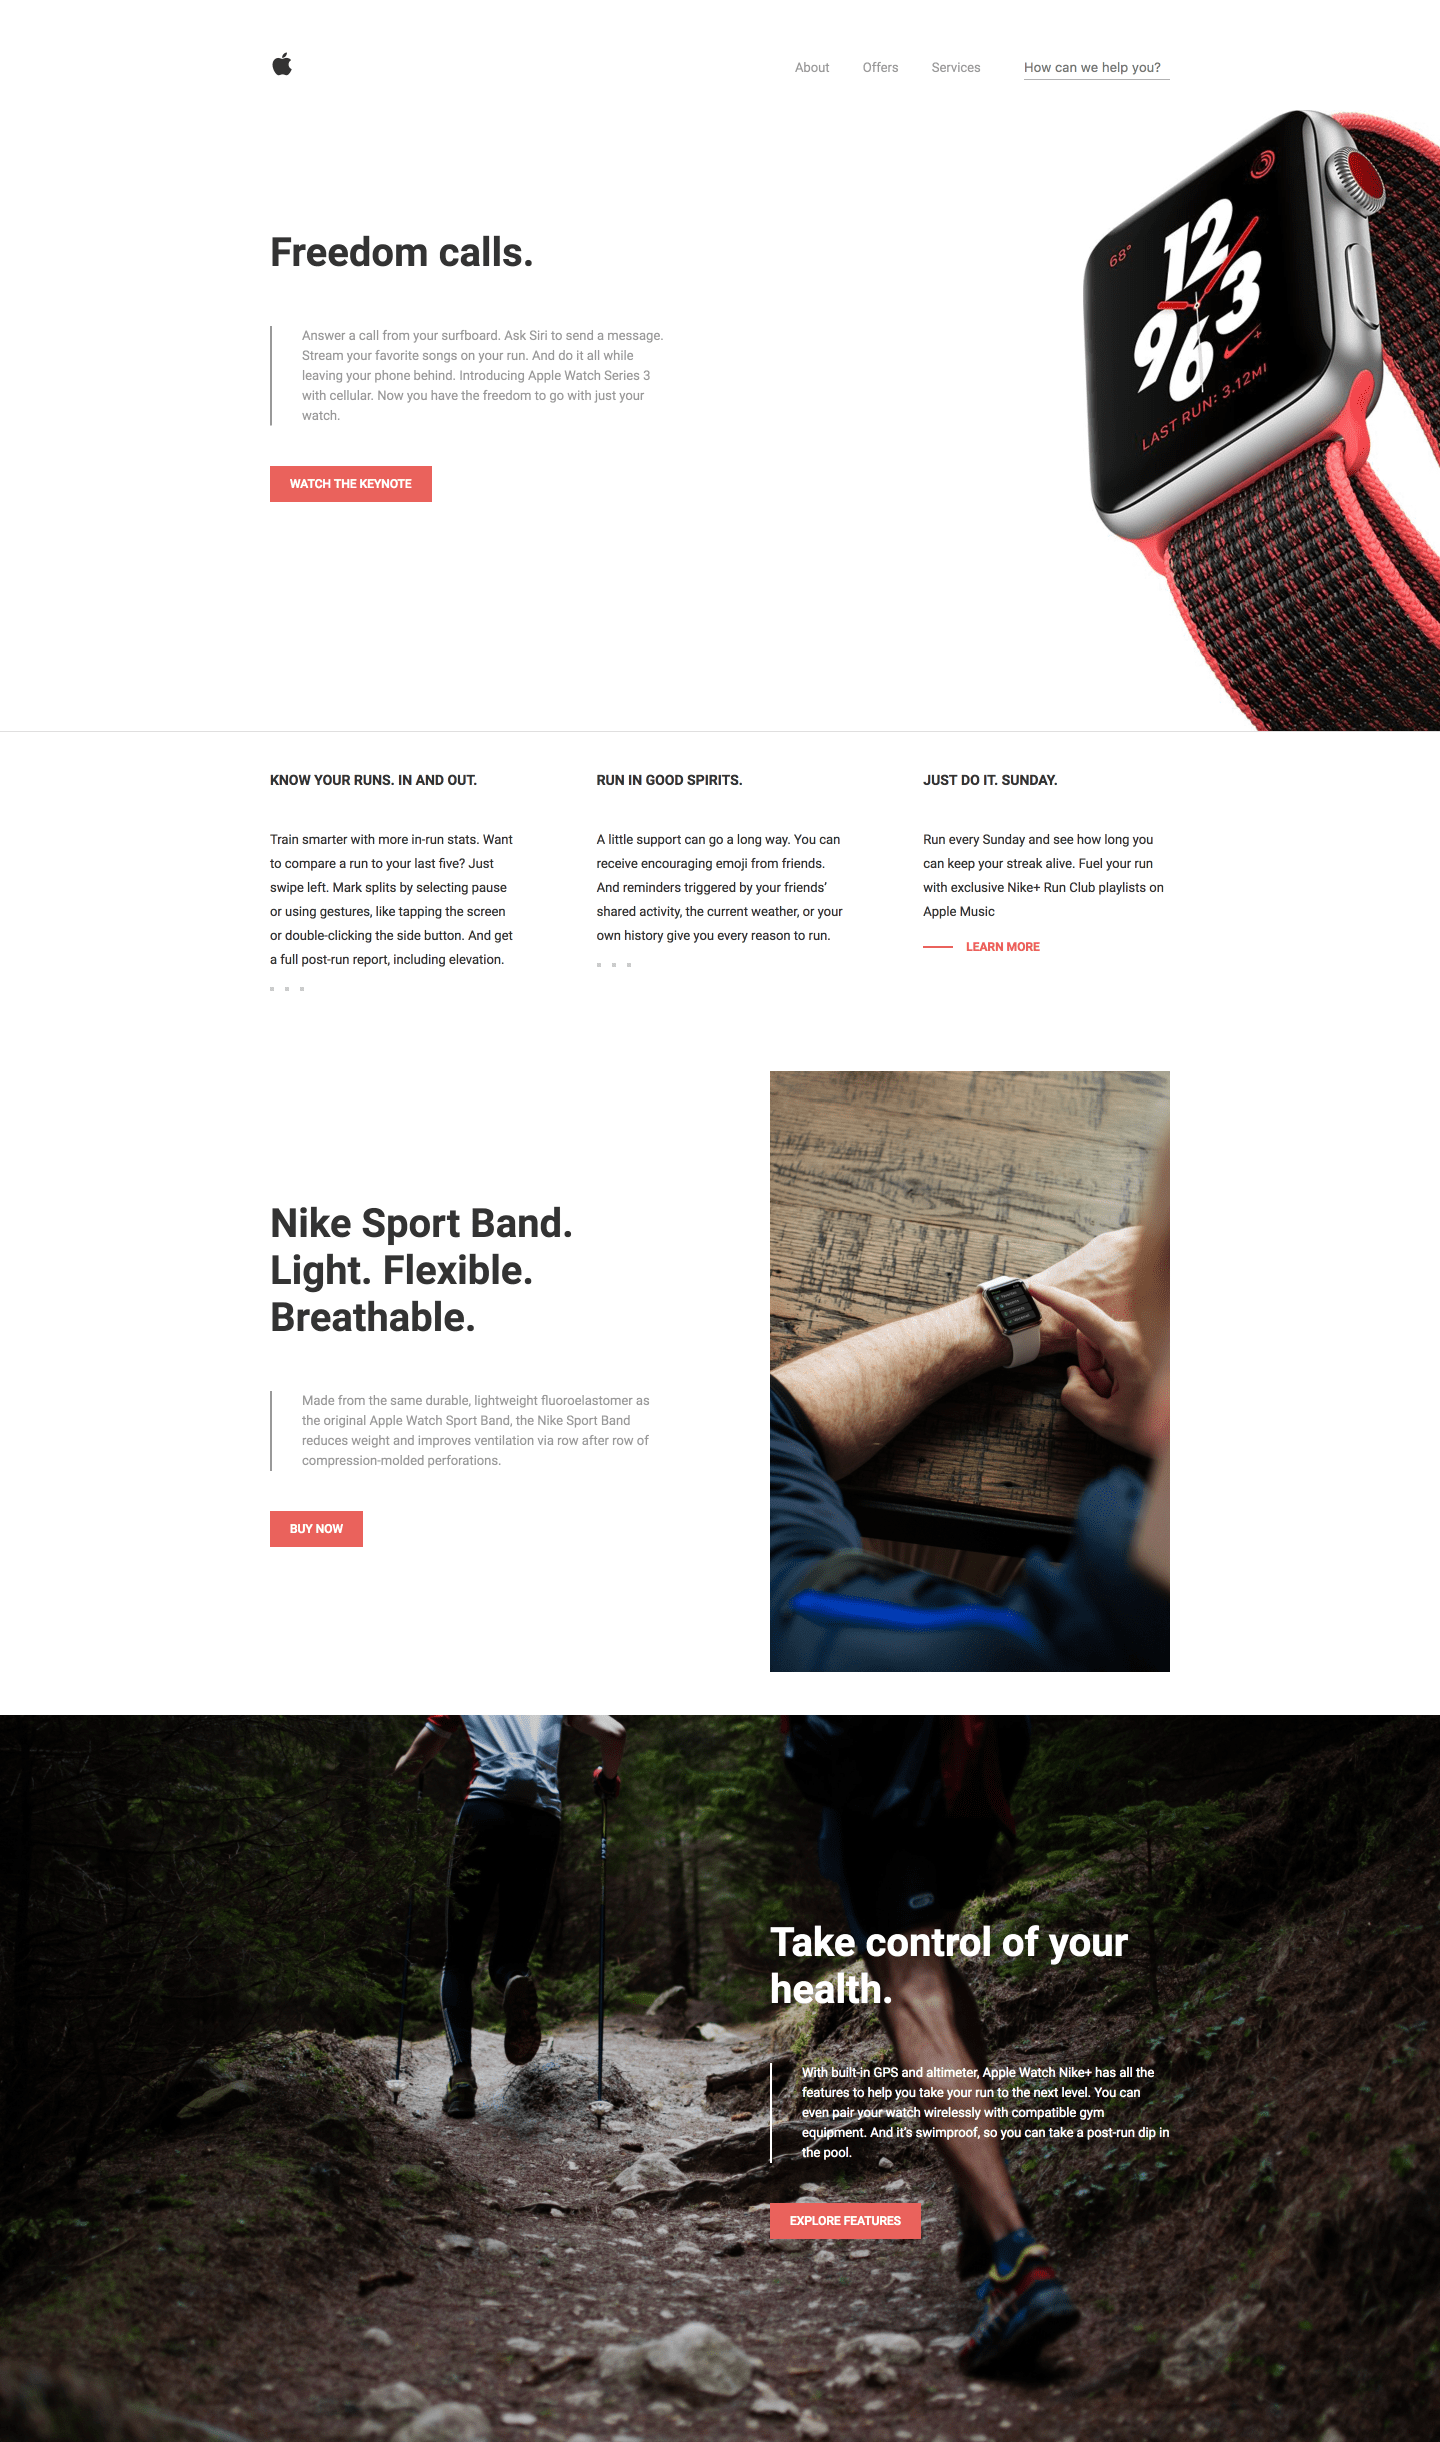 About Offers Services How can we help you?
68°
12
3
6
9
LAST RUN: 3.12MI
Freedom calls.
Answer a call from your surfboard. Ask Siri to send a message.
Stream your favorite songs on your run. And do it all while
leaving your phone behind. Introducing Apple Watch Series 3
with cellular. Now you have the freedom to go with just your
watch.
WATCH THE KEYNOTE
KNOW YOUR RUNS. IN AND OUT.
Train smarter with more in-run stats. Want
to compare a run to your last five? Just
swipe left. Mark splits by selecting pause
or using gestures, like tapping the screen
or double-clicking the side button. And get
a full post-run report, including elevation.
RUN IN GOOD SPIRITS.
A little support can go a long way. You can
receive encouraging emoji from friends.
And reminders triggered by your friends’
shared activity, the current weather, or your
own history give you every reason to run.
JUST DO IT. SUNDAY.
Run every Sunday and see how long you
can keep your streak alive. Fuel your run
with exclusive Nike+ Run Club playlists on
Apple Music
LEARN MORE
Nike Sport Band.
Light. Flexible.
Breathable.
Made from the same durable, lightweight fluoroelastomer as
the original Apple Watch Sport Band, the Nike Sport Band
reduces weight and improves ventilation via row after row of
compression-molded perforations.
BUY NOW
Take control of your
health.
With built-in GPS and altimeter, Apple Watch Nike+ has all the
features to help you take your run to the next level. You can
even pair your watch wirelessly with compatible gym
equipment. And it’s swimproof, so you can take a post-run dip in
the pool.
EXPLORE FEATURES